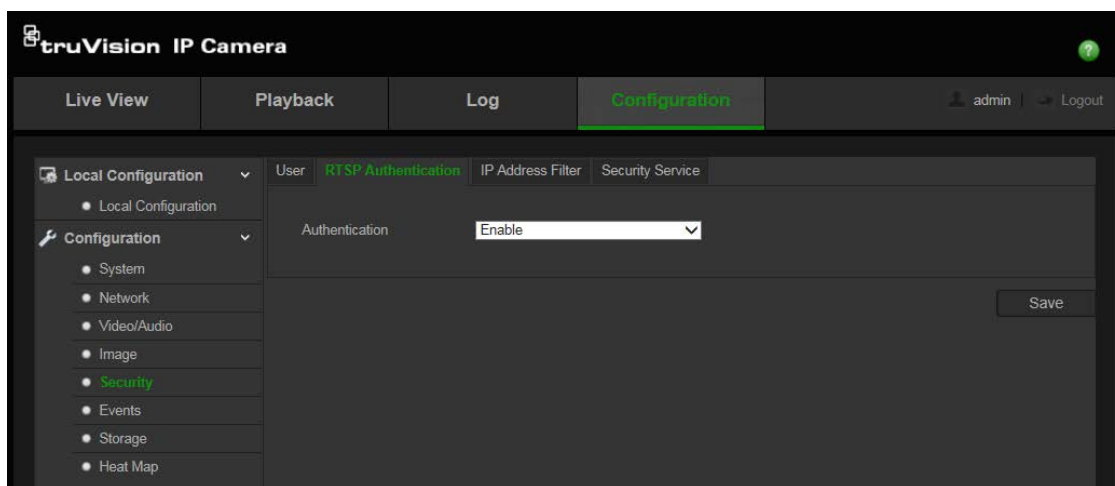 truVision IP Camera
?
Live View Playback Log Configuration admin Logout
Local Configuration
Local Configuration
Configuration
System
Network
Video/Audio
Image
Security
Events
Storage
Heat Map
User RTSP Authentication IP Address Filter Security Service
Authentication Enable
Save